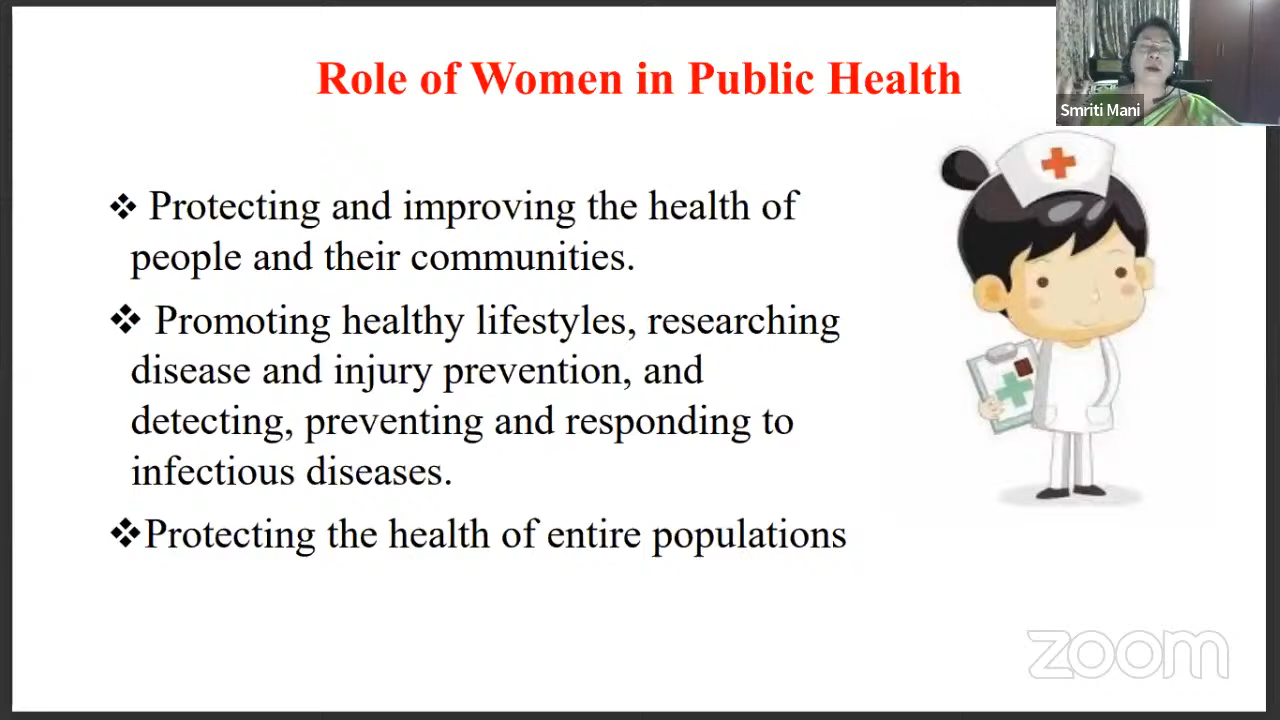 Role of Women in Public Health
Smriti Mani
❖ Protecting and improving the health of
people and their communities.
❖ Promoting healthy lifestyles, researching
disease and injury prevention, and
detecting, preventing and responding to
infectious diseases.
❖Protecting the health of entire populations
zoom